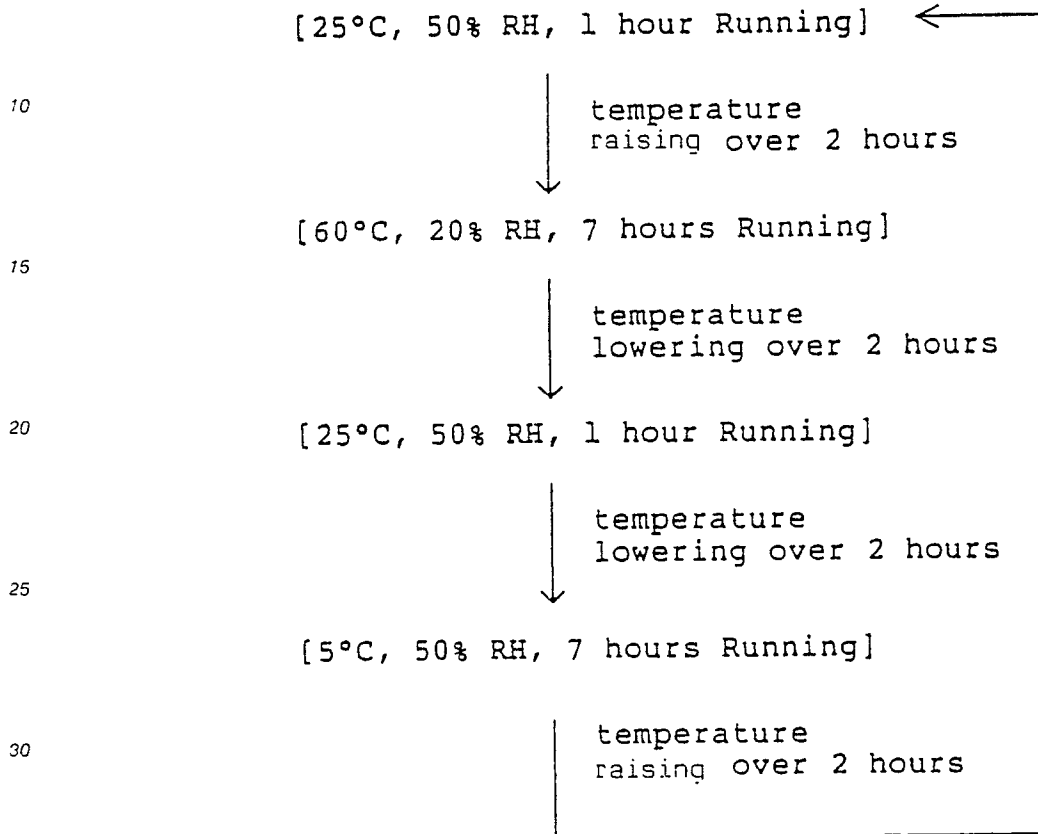 [25°C, 50% RH, 1 hour Running]
10
temperature
raising over 2 hours
[60°C, 20% RH, 7 hours Running]
15
temperature
lowering over 2 hours
20
[25°C, 50% RH, 1 hour Running]
temperature
lowering over 2 hours
25
[5°C, 50% RH, 7 hours Running]
30
temperature
raising over 2 hours